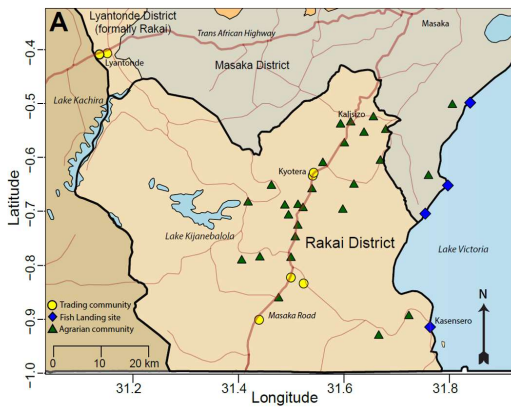 A
Lyantonde District
(formally Rakai)
Trans African Highway
Masaka
Lyantonde
Masaka District
Lake Kachira
Kalisizo
Kyotera
Lake Kijanebalola
Rakai District
Lake Victoria
Trading community
Fish Landing site
Agrarian community
Masaka Road
Kasensero
N
0 10 20 km
Latitude
−0.4
−0.5
−0.6
−0.7
−0.8
−0.9
−1.0
31.2 31.4 31.6 31.8
Longitude